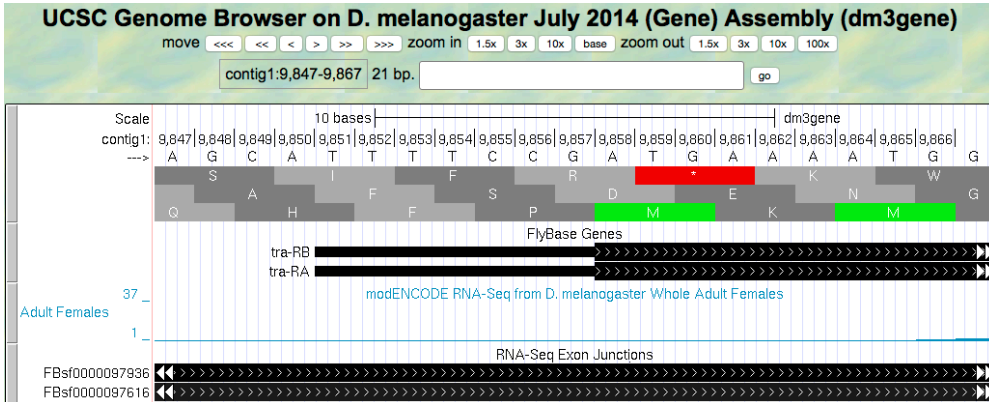 UCSC Genome Browser on D. melanogaster July 2014 (Gene) Assembly (dm3gene)
move <<< << < > >> >>> zoom in 1.5x 3x 10x base zoom out 1.5x 3x 10x 100x
contig1:9,847-9,867 21 bp. go
Scale 10 bases dm3gene
contig1: 9,847 9,848 9,849 9,850 9,851 9,852 9,853 9,854 9,855 9,856 9,857 9,858 9,859 9,860 9,861 9,862 9,863 9,864 9,865 9,866
---> A G C A T T T T C C G A T G A A A A T G G
S I F R * K W
A F S D E N G
Q H F P M K M
FlyBase Genes
tra-RB
tra-RA
modENCODE RNA-Seq from D. melanogaster Whole Adult Females
37 _
Adult Females
1 _
RNA-Seq Exon Junctions
FBsf0000097936
FBsf0000097616